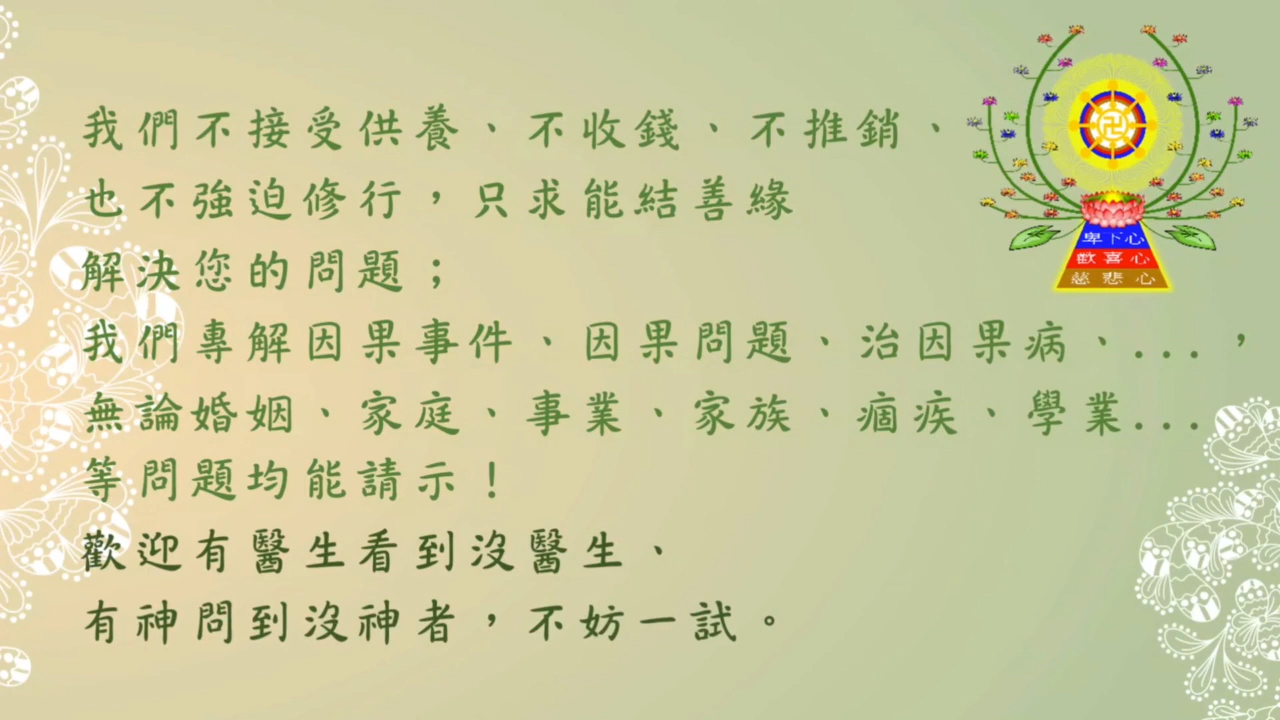 我們不接受供養、不收錢、不推銷、
也不強迫修行，只求能結善緣
解決您的問題；
我們專解因果事件、因果問題、治因果病、...，
無論婚姻、家庭、事業、家族、痼疾、學業...
等問題均能請示！
歡迎有醫生看到沒醫生、
有神問到沒神者，不妨一試。
卍
卑下心
歡喜心
慈悲心